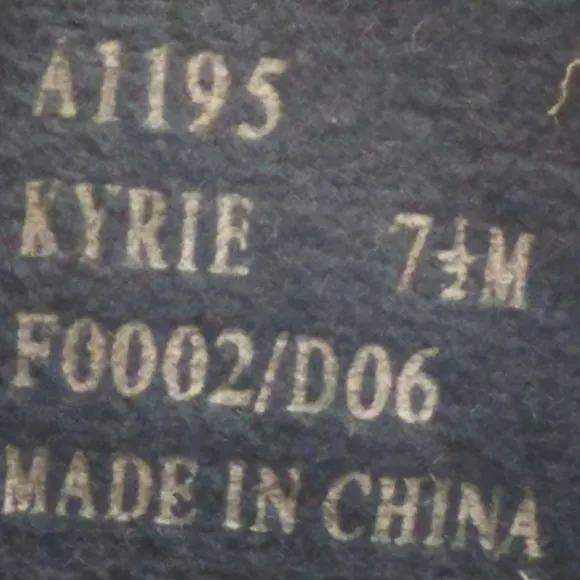 A1195
KYRIE 7½M
F0002/D06
MADE IN CHINA